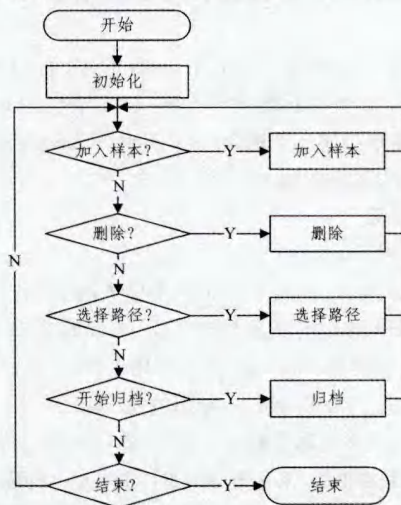 开始
初始化
加入样本? Y 加入样本
N
删除? Y 删除
N
N
选择路径? Y 选择路径
N
开始归档? Y 归档
N
结束? Y 结束